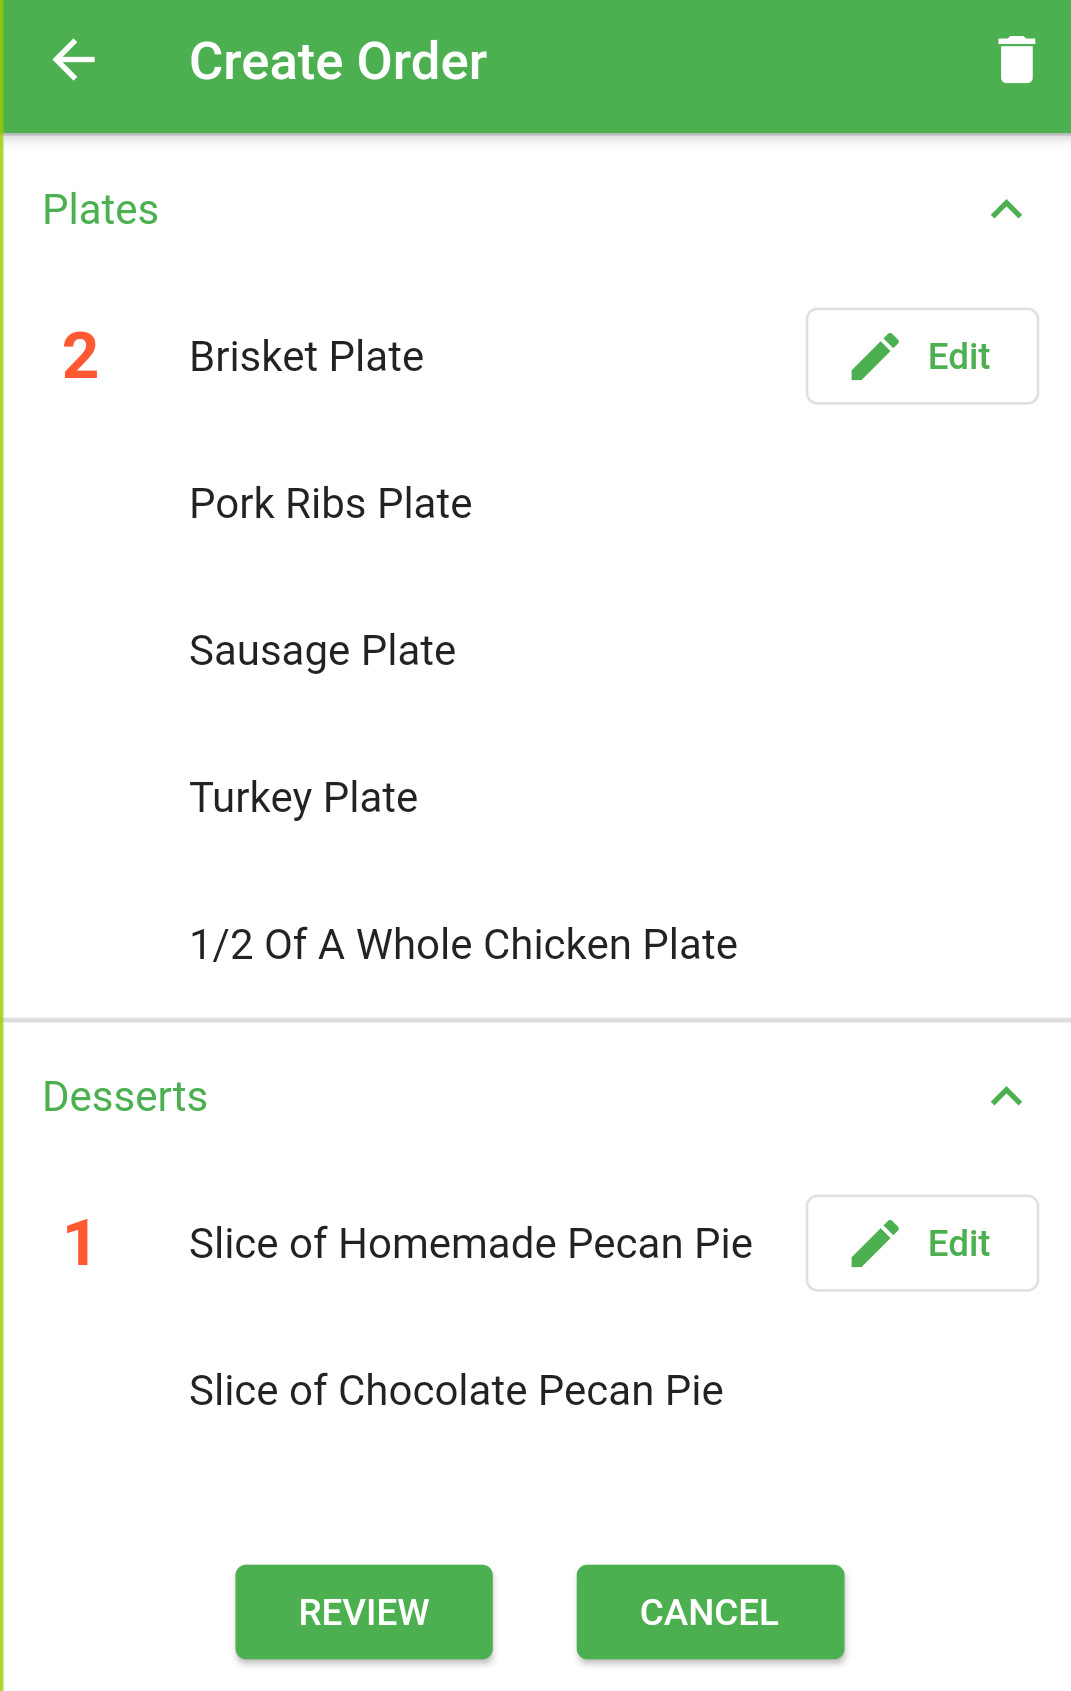 Create Order
Plates
2 Brisket Plate Edit
Pork Ribs Plate
Sausage Plate
Turkey Plate
1/2 Of A Whole Chicken Plate
Desserts
1 Slice of Homemade Pecan Pie Edit
Slice of Chocolate Pecan Pie
REVIEW CANCEL